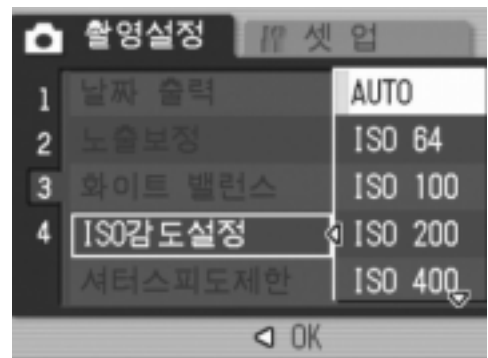 촬영설정 셋 업
1 날짜 출력 AUTO
2 노출보정 ISO 64
3 화이트 밸런스 ISO 100
4 ISO감도설정 ISO 200
셔터스피드제한 ISO 400
OK